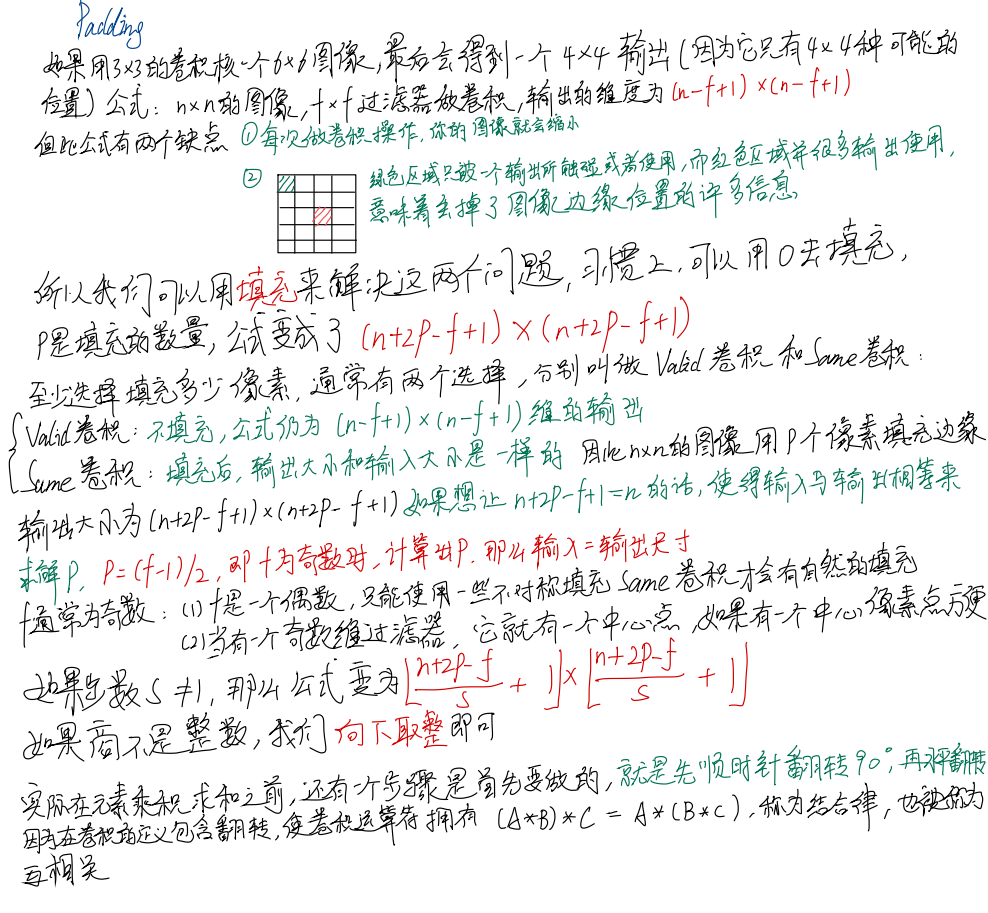 Padding
如果用3×3的卷积核一个6×6图像,最后会得到一个4×4输出(因为它只有4×4种可能的
位置)公式:n×n的图像,f×f过滤器做卷积,输出的维度为(n-f+1)×(n-f+1)
但此公式有两个缺点 ①每次做卷积操作,你的图像就会缩小
② 绿色区域只被一个输出所触碰或者使用,而红色区域并很多输出使用,
意味着去掉了图像边缘位置的许多信息
所以我们可以用填充来解决这两个问题,习惯上,可以用0去填充,
P是填充的数量,公式变成了(n+2P-f+1)×(n+2P-f+1)
至少选择填充多少像素,通常有两个选择,分别叫做Valid卷积和Same卷积:
Valid卷积:不填充,公式仍为(n-f+1)×(n-f+1)维的输出
Same卷积:填充后,输出大小和输入大小是一样的 因此n×n的图像用P个像素填充边缘
输出大小为(n+2P-f+1)×(n+2P-f+1)如果想让n+2P-f+1=n的话,使得输入与输出相等来
求解P, P=(f-1)/2,即f为奇数时,计算出P.那么输入=输出尺寸
f通常为奇数:(1)f是一个偶数,只能使用一些不对称填充Same卷积才会有自然的填充
(2)当有一个奇数维过滤器,它就有一个中心点,如果有一个中心像素点方便
如果步数S≠1,那么公式变为⌊(n+2P-f)/S + 1⌋×⌊(n+2P-f)/S + 1⌋
如果商不是整数,我们向下取整即可
实际在元素乘积求和之前,还有一个步骤是首先要做的,就是先顺时针翻转90°,再水平翻转
因为在卷积的定义包含翻转,使卷积运算符拥有(A*B)*C=A*(B*C),称为结合律,也被称为
互相关